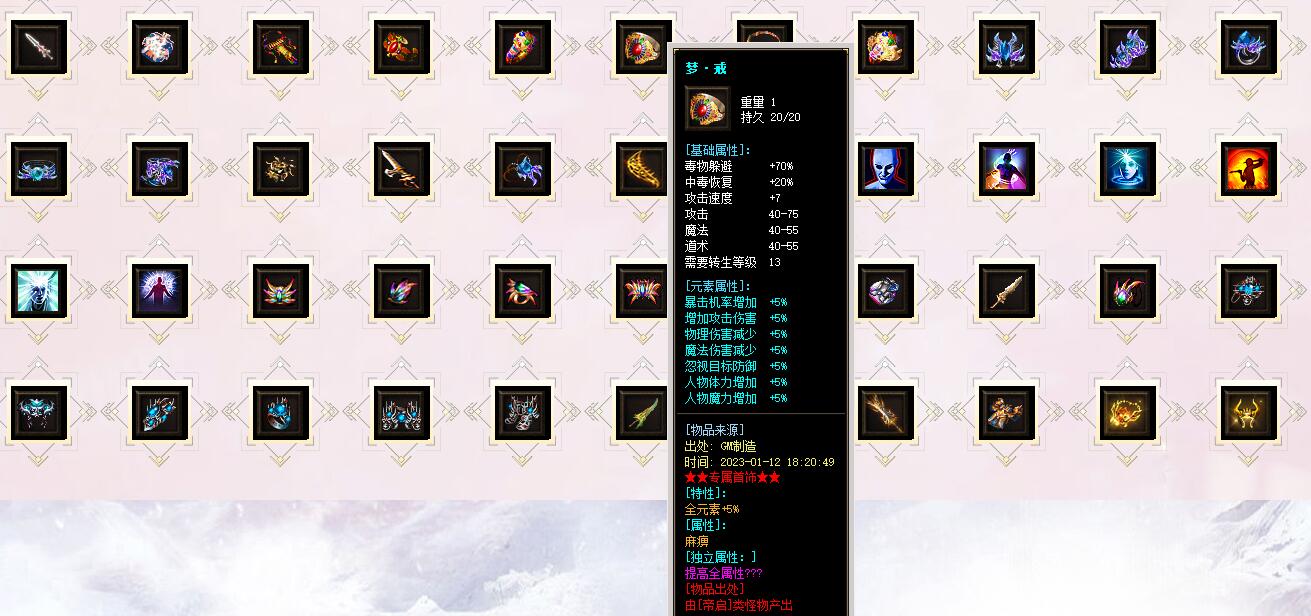 梦·戒
重量 1
持久 20/20
[基础属性]:
毒物躲避 +70%
中毒恢复 +20%
攻击速度 +7
攻击 40-75
魔法 40-55
道术 40-55
需要转生等级 13
[元素属性]:
暴击机率增加 +5%
增加攻击伤害 +5%
物理伤害减少 +5%
魔法伤害减少 +5%
忽视目标防御 +5%
人物体力增加 +5%
人物魔力增加 +5%
[物品来源]
出处: GM制造
时间: 2023-01-12 18:20:49
★★专属首饰★★
[特性]:
全元素+5%
[属性]:
麻痹
[独立属性: ]
提高全属性???
[物品出处]
由[帝启]类怪物产出